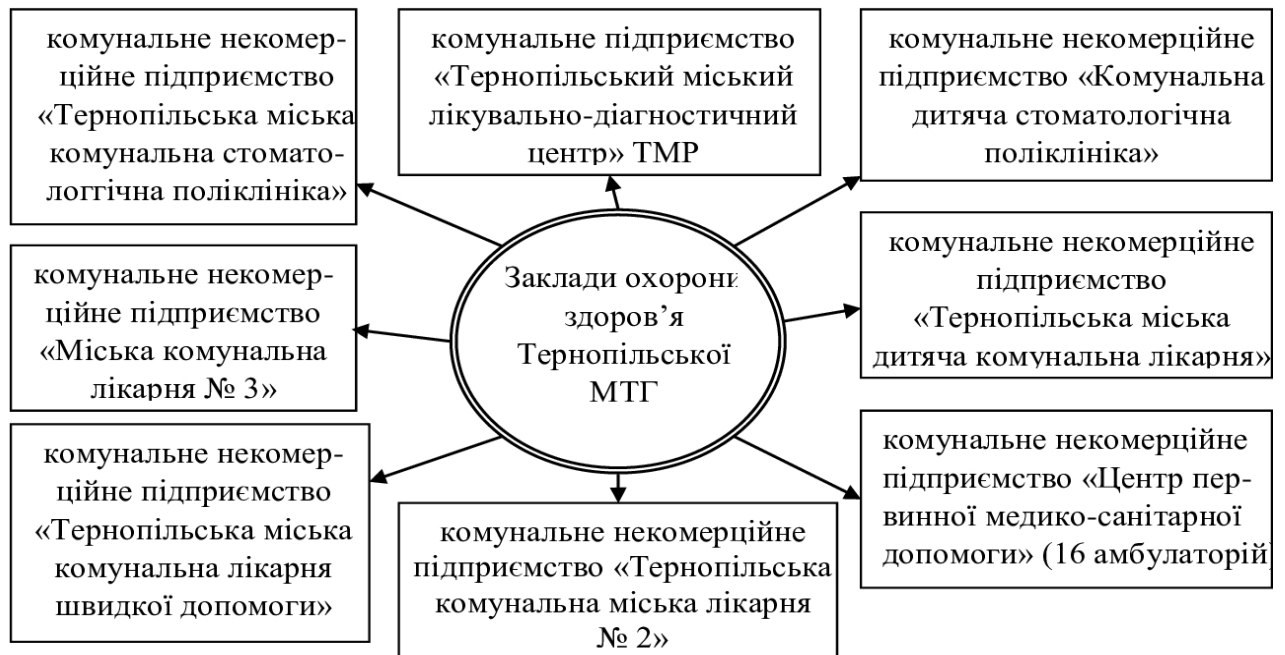 комунальне некомер-
ційне підприємство
«Тернопільська міська
комунальна стомато-
логгічна поліклініка»
комунальне підприємство
«Тернопільський міський
лікувально-діагностичний
центр» ТМР
комунальне некомерційне
підприємство «Комунальна
дитяча стоматологічна
поліклініка»
комунальне некомер-
ційне підприємство
«Міська комунальна
лікарня № 3»
Заклади охорони
здоров’я
Тернопільської
МТГ
комунальне некомерційне
підприємство
«Тернопільська міська
дитяча комунальна лікарня»
комунальне некомер-
ційне підприємство
«Тернопільська міська
комунальна лікарня
швидкої допомоги»
комунальне некомерційне
підприємство «Тернопільська
комунальна міська лікарня
№ 2»
комунальне некомерційне
підприємство «Центр пер-
винної медико-санітарної
допомоги» (16 амбулаторій)